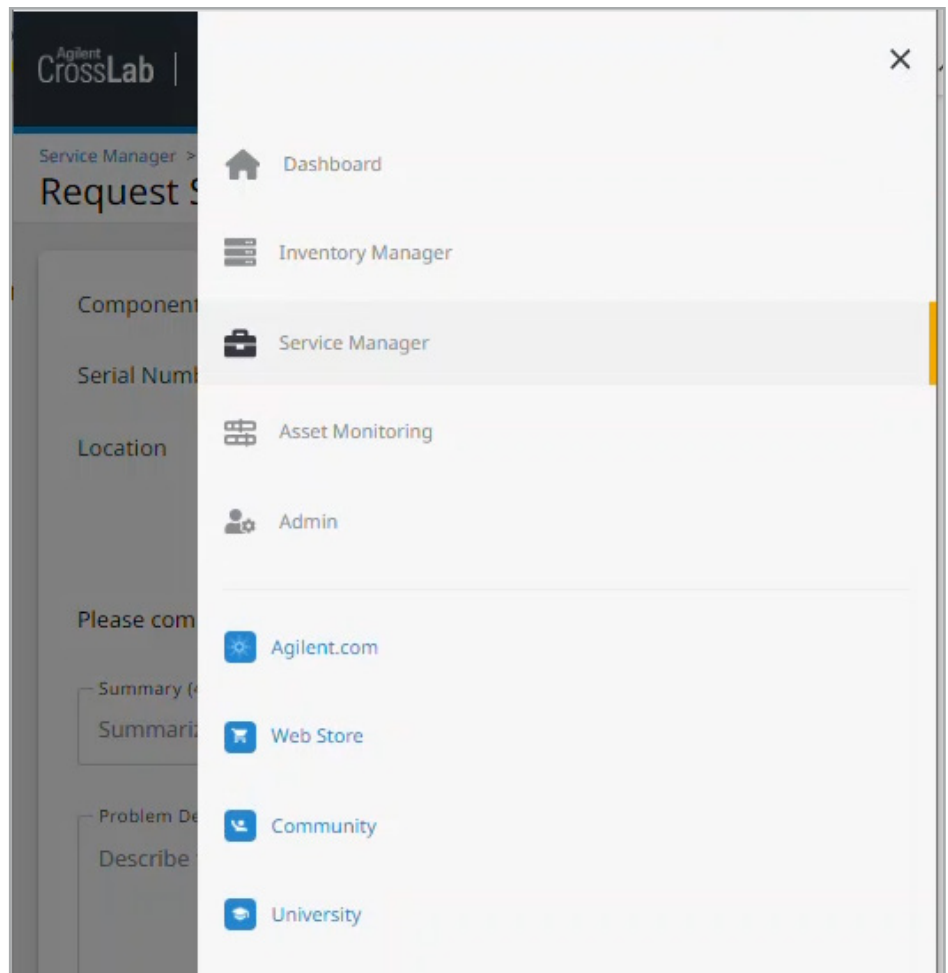 Agilent
CrossLab
Service Manager >
Request S
Component
Serial Numb
Location
Please com
Summary (4
Summariz
Problem De
Describe
Dashboard
Inventory Manager
Service Manager
Asset Monitoring
Admin
Agilent.com
Web Store
Community
University